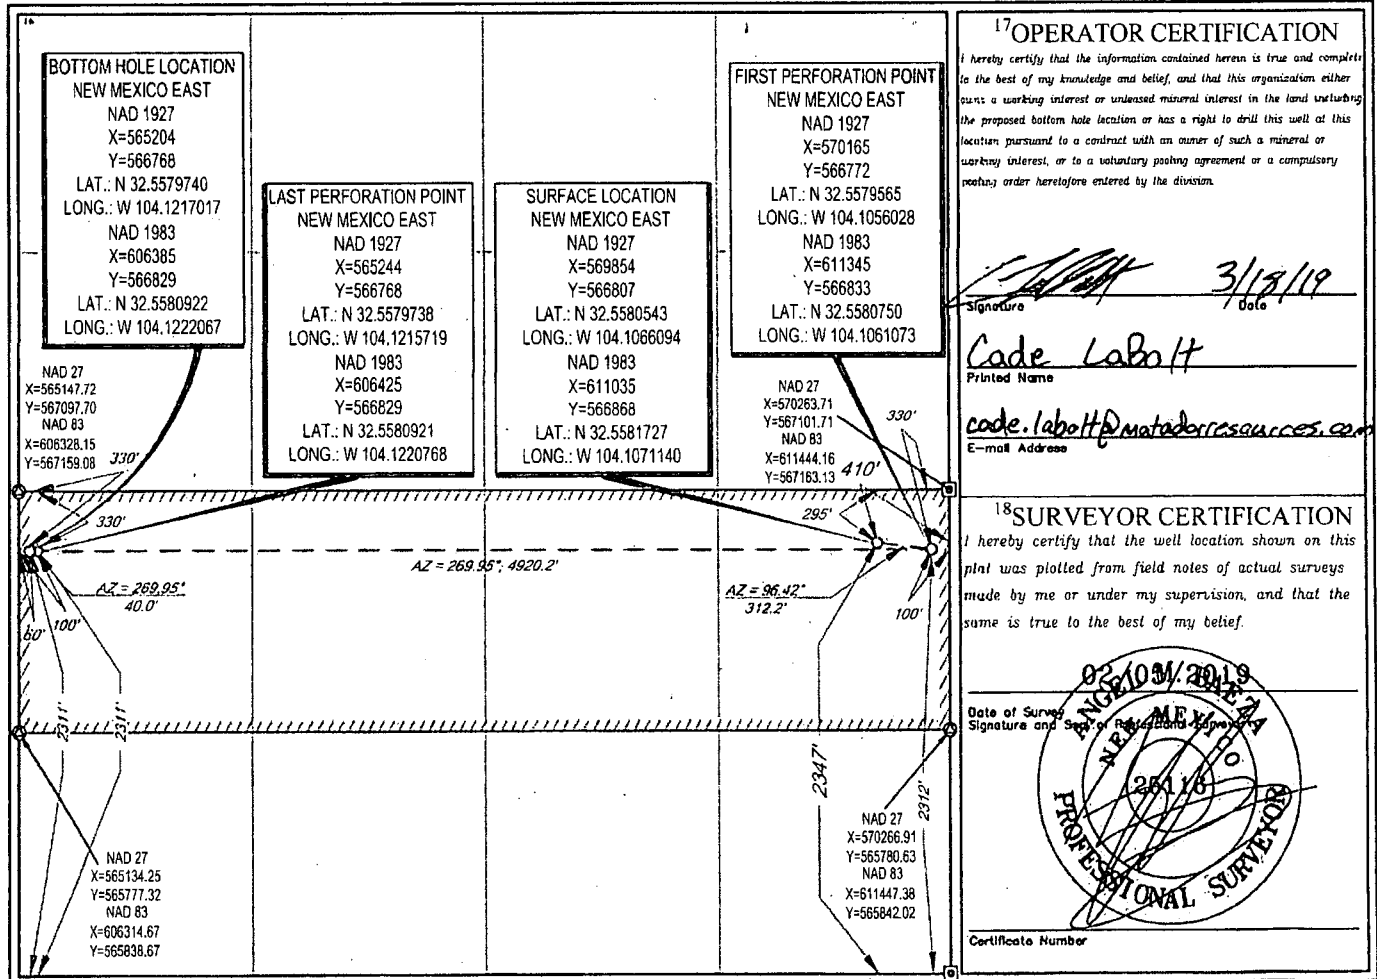 16
BOTTOM HOLE LOCATION
NEW MEXICO EAST
NAD 1927
X=565204
Y=566768
LAT.: N 32.5579740
LONG.: W 104.1217017
NAD 1983
X=606385
Y=566829
LAT.: N 32.5580922
LONG.: W 104.1222067
LAST PERFORATION POINT
NEW MEXICO EAST
NAD 1927
X=565244
Y=566768
LAT.: N 32.5579738
LONG.: W 104.1215719
NAD 1983
X=606425
Y=566829
LAT.: N 32.5580921
LONG.: W 104.1220768
SURFACE LOCATION
NEW MEXICO EAST
NAD 1927
X=569854
Y=566807
LAT.: N 32.5580543
LONG.: W 104.1066094
NAD 1983
X=611035
Y=566868
LAT.: N 32.5581727
LONG.: W 104.1071140
FIRST PERFORATION POINT
NEW MEXICO EAST
NAD 1927
X=570165
Y=566772
LAT.: N 32.5579565
LONG.: W 104.1056028
NAD 1983
X=611345
Y=566833
LAT.: N 32.5580750
LONG.: W 104.1061073
NAD 27
X=565147.72
Y=567097.70
NAD 83
X=606328.15
Y=567159.08
330'
330'
NAD 27
X=570263.71
Y=567101.71
NAD 83
X=611444.16
Y=567163.13
330'
410'
295'
AZ = 269.95°; 4920.2'
AZ = 269.95°
40.0'
AZ = 96.42°
312.2'
60'
100'
100'
2311'
2311'
2347'
2312'
NAD 27
X=565134.25
Y=565777.32
NAD 83
X=606314.67
Y=565838.67
NAD 27
X=570266.91
Y=565780.63
NAD 83
X=611447.38
Y=565842.02
17OPERATOR CERTIFICATION
I hereby certify that the information contained herein is true and complete
to the best of my knowledge and belief, and that this organization either
owns a working interest or unleased mineral interest in the land including
the proposed bottom hole location or has a right to drill this well at this
location pursuant to a contract with an owner of such a mineral or
working interest, or to a voluntary pooling agreement or a compulsory
pooling order heretofore entered by the division.
3/18/19
Signature Date
Cade LaBolt
Printed Name
cade.labolt@matadorresources.com
E-mail Address
18SURVEYOR CERTIFICATION
I hereby certify that the well location shown on this
plat was plotted from field notes of actual surveys
made by me or under my supervision, and that the
same is true to the best of my belief.
02/03/2019
Date of Survey
Signature and Seal of Professional Surveyor
ANGELO M. BAEZA
NEW MEXICO
25116
PROFESSIONAL SURVEYOR
Certificate Number